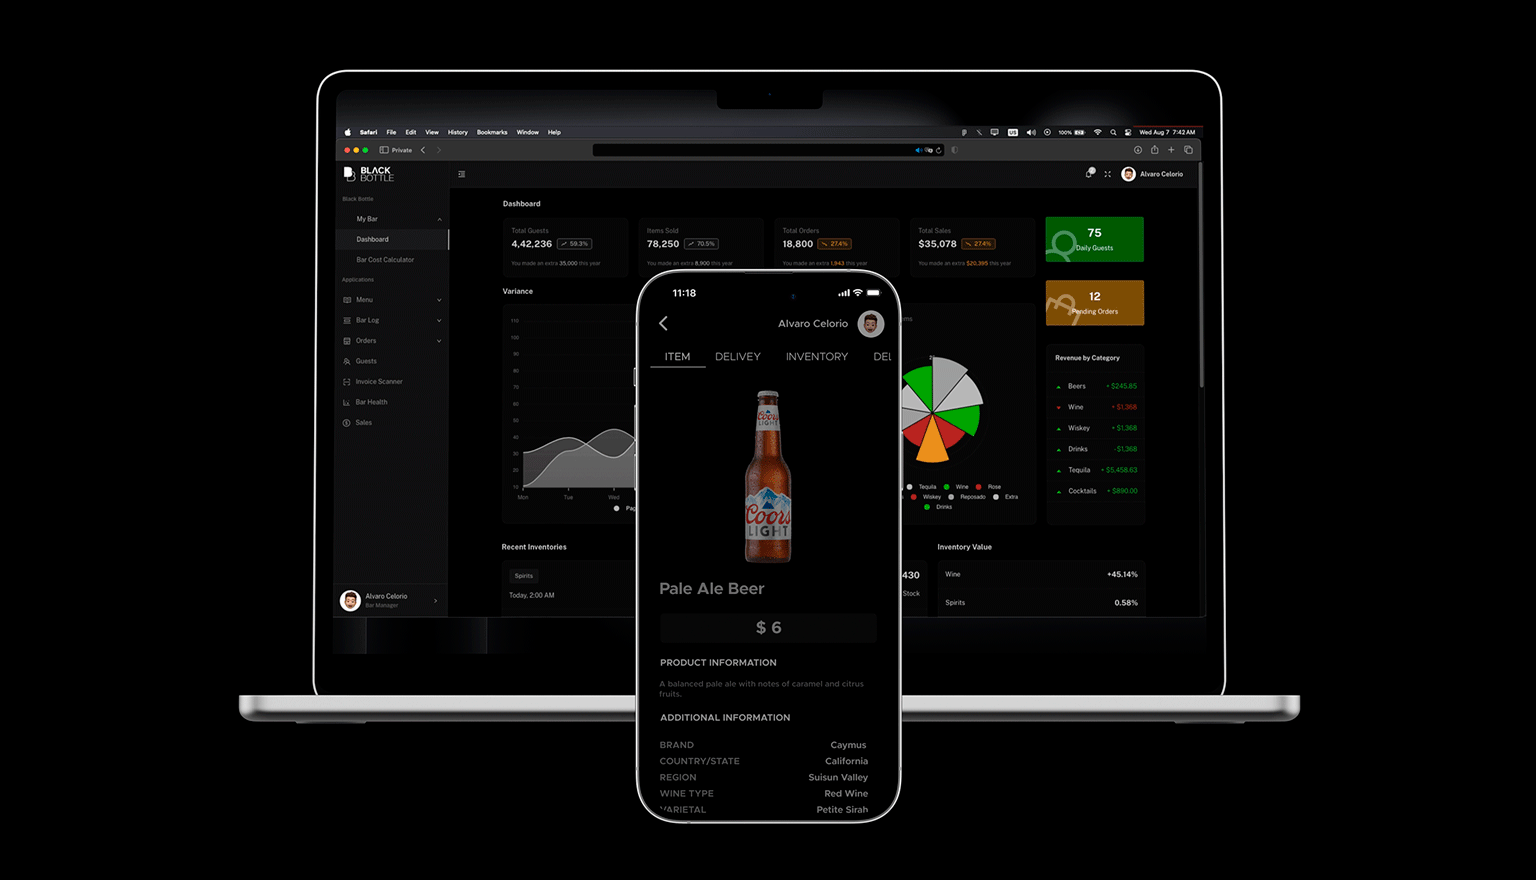 Safari File Edit View History Bookmarks Window Help
US 100% Wed Aug 7 7:42 AM
Private
BLACK
BOTTLE
Alvaro Celorio
Black Bottle
My Bar
Dashboard
Bar Cost Calculator
Applications
Menu
Bar Log
Orders
Guests
Invoice Scanner
Bar Health
Sales
Alvaro Celorio
Bar Manager
Dashboard
Total Guests
4,42,236 59.3%
You made an extra 35,000 this year
Items Sold
78,250 70.5%
You made an extra 8,900 this year
Total Orders
18,800 27.4%
You made an extra 1,943 this year
Total Sales
$35,078 27.4%
You made an extra $20,395 this year
75
Daily Guests
12
Pending Orders
Variance
110
100
90
80
70
60
50
40
30
20
10
Mon Tue Wed
Pag
Recent Inventories
Spirits
Today, 2:00 AM
Tequila Wine Rose
Wiskey Reposado Extra
Drinks
Revenue by Category
Beers + $245.85
Wine + $1,368
Wiskey + $1,368
Drinks -$1,368
Tequila + $5,458.63
Cocktails + $890.00
430
Stock
Inventory Value
Wine +45.14%
Spirits 0.58%
11:18
Alvaro Celorio
ITEM DELIVEY INVENTORY DEL
Coors
LIGHT
Coors
LIGHT
Pale Ale Beer
$ 6
PRODUCT INFORMATION
A balanced pale ale with notes of caramel and citrus
fruits.
ADDITIONAL INFORMATION
BRAND Caymus
COUNTRY/STATE California
REGION Suisun Valley
WINE TYPE Red Wine
VARIETAL Petite Sirah